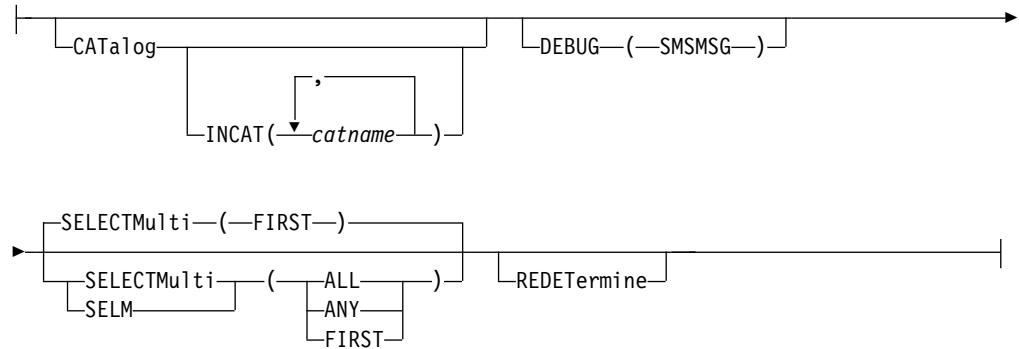 CATalog DEBUG ( SMSMSG )
,
INCAT( catname )
SELECTMulti ( FIRST )
SELECTMulti ( ALL ) REDETermine
SELM ANY
FIRST